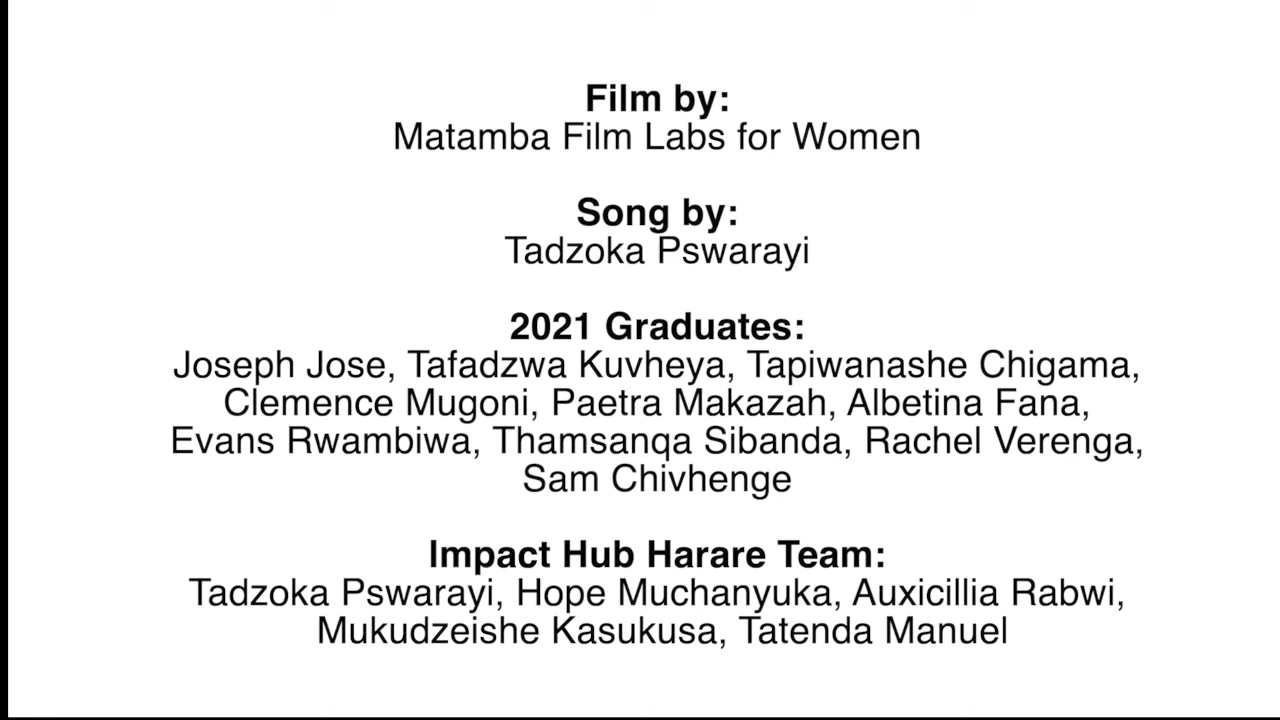 Film by:
Matamba Film Labs for Women
Song by:
Tadzoka Pswarayi
2021 Graduates:
Joseph Jose, Tafadzwa Kuvheya, Tapiwanashe Chigama,
Clemence Mugoni, Paetra Makazah, Albetina Fana,
Evans Rwambiwa, Thamsanqa Sibanda, Rachel Verenga,
Sam Chivhenge
Impact Hub Harare Team:
Tadzoka Pswarayi, Hope Muchanyuka, Auxicillia Rabwi,
Mukudzeishe Kasukusa, Tatenda Manuel